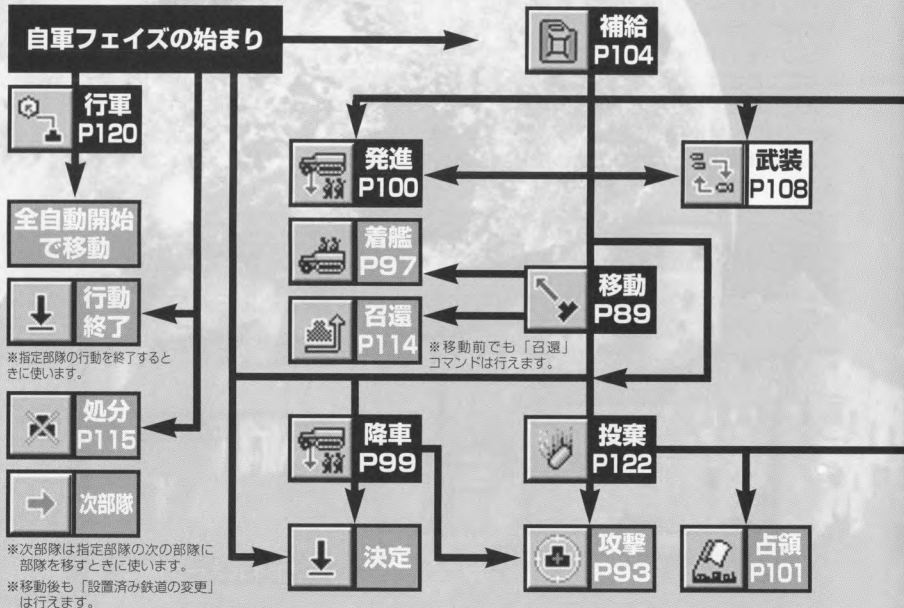 自軍フェイズの始まり
補給
P104
行軍
P120
発進
P100
武装
P108
全自動開始
で移動
着艦
P97
移動
P89
行動
終了
召還
P114
※移動前でも「召還」
コマンドは行えます。
※指定部隊の行動を終了すると
きに使います。
処分
P115
降車
P99
投棄
P122
次部隊
決定
攻撃
P93
占領
P101
※次部隊は指定部隊の次の部隊に
部隊を移すときに使います。
※移動後も「設置済み鉄道の変更」
は行えます。